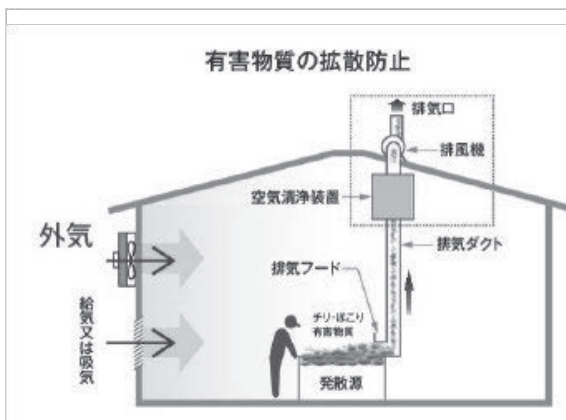 有害物質の拡散防止
排気口
排風機
空気清浄装置
外気
排気ダクト
排気フード
給気又は吸気
チリ・ほこり
有害物質
発散源